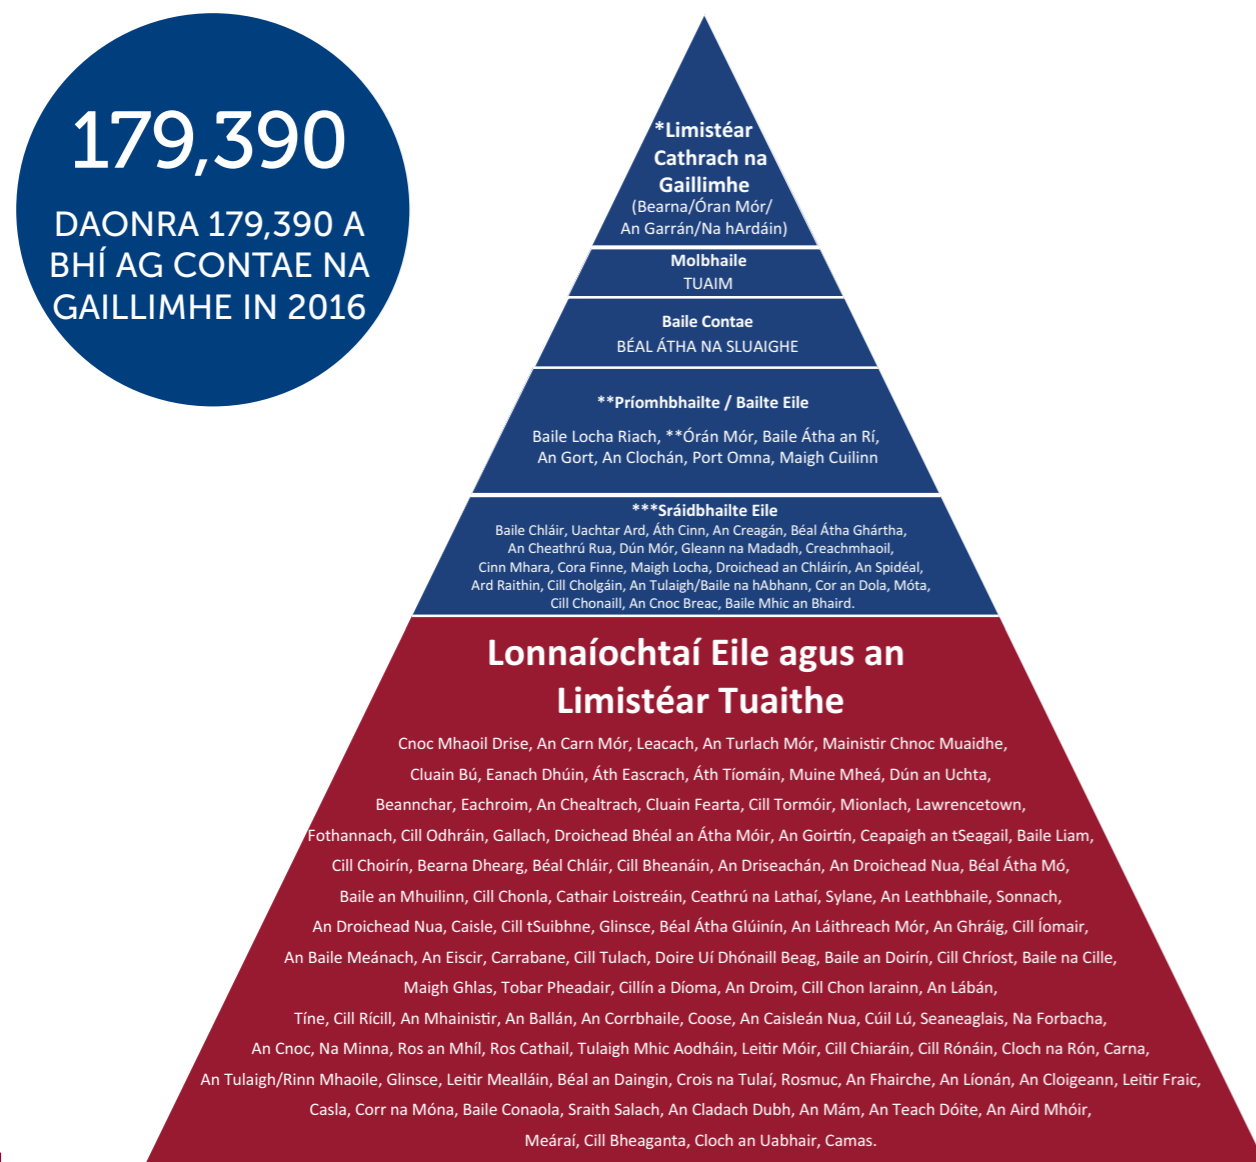 179,390
DAONRA 179,390 A
BHÍ AG CONTAE NA
GAILLIMHE IN 2016
*Limistéar
Cathrach na
Gaillimhe
(Bearna/Óran Mór/
An Garrán/Na hArdáin)
Molbhaile
TUAIM
Baile Contae
BÉAL ÁTHA NA SLUAIGHE
**Príomhbhailte / Bailte Eile
Baile Locha Riach, **Órán Mór, Baile Átha an Rí,
An Gort, An Clochán, Port Omna, Maigh Cuilinn
***Sráidbhailte Eile
Baile Chláir, Uachtar Ard, Áth Cinn, An Creagán, Béal Átha Ghártha,
An Cheathrú Rua, Dún Mór, Gleann na Madadh, Creachmhaoil,
Cinn Mhara, Cora Finne, Maigh Locha, Droichead an Chláirín, An Spidéal,
Ard Raithin, Cill Cholgáin, An Tulaigh/Baile na hAbhann, Cor an Dola, Móta,
Cill Chonaill, An Cnoc Breac, Baile Mhic an Bhaird.
Lonnaíochtaí Eile agus an
Limistéar Tuaithe
Cnoc Mhaoil Drise, An Carn Mór, Leacach, An Turlach Mór, Mainistir Chnoc Muaidhe,
Cluain Bú, Eanach Dhúin, Áth Eascrach, Áth Tíomáin, Muine Mheá, Dún an Uchta,
Beannchar, Eachroim, An Chealtrach, Cluain Fearta, Cill Tormóir, Mionlach, Lawrencetown,
Fothannach, Cill Odhráin, Gallach, Droichead Bhéal an Átha Móir, An Goirtín, Ceapaigh an tSeagail, Baile Liam,
Cill Choirín, Bearna Dhearg, Béal Chláir, Cill Bheanáin, An Driseachán, An Droichead Nua, Béal Átha Mó,
Baile an Mhuilinn, Cill Chonla, Cathair Loistreáin, Ceathrú na Lathaí, Sylane, An Leathbhaile, Sonnach,
An Droichead Nua, Caisle, Cill tSuibhne, Glinsce, Béal Átha Glúinín, An Láithreach Mór, An Ghráig, Cill Íomair,
An Baile Meánach, An Eiscir, Carrabane, Cill Tulach, Doire Uí Dhónaill Beag, Baile an Doirín, Cill Chríost, Baile na Cille,
Maigh Ghlas, Tobar Pheadair, Cillín a Díoma, An Droim, Cill Chon Iarainn, An Lábán,
Tíne, Cill Rícill, An Mhainistir, An Ballán, An Corrbhaile, Coose, An Caisleán Nua, Cúil Lú, Seaneaglais, Na Forbacha,
An Cnoc, Na Minna, Ros an Mhíl, Ros Cathail, Tulaigh Mhic Aodháin, Leitir Móir, Cill Chiaráin, Cill Rónáin, Cloch na Rón, Carna,
An Tulaigh/Rinn Mhaoile, Glinsce, Leitir Mealláin, Béal an Daingin, Crois na Tulaí, Rosmuc, An Fhairche, An Líonán, An Cloigeann, Leitir Fraic,
Casla, Corr na Móna, Baile Conaola, Sraith Salach, An Cladach Dubh, An Mám, An Teach Dóite, An Aird Mhóir,
Meáraí, Cill Bheaganta, Cloch an Uabhair, Camas.